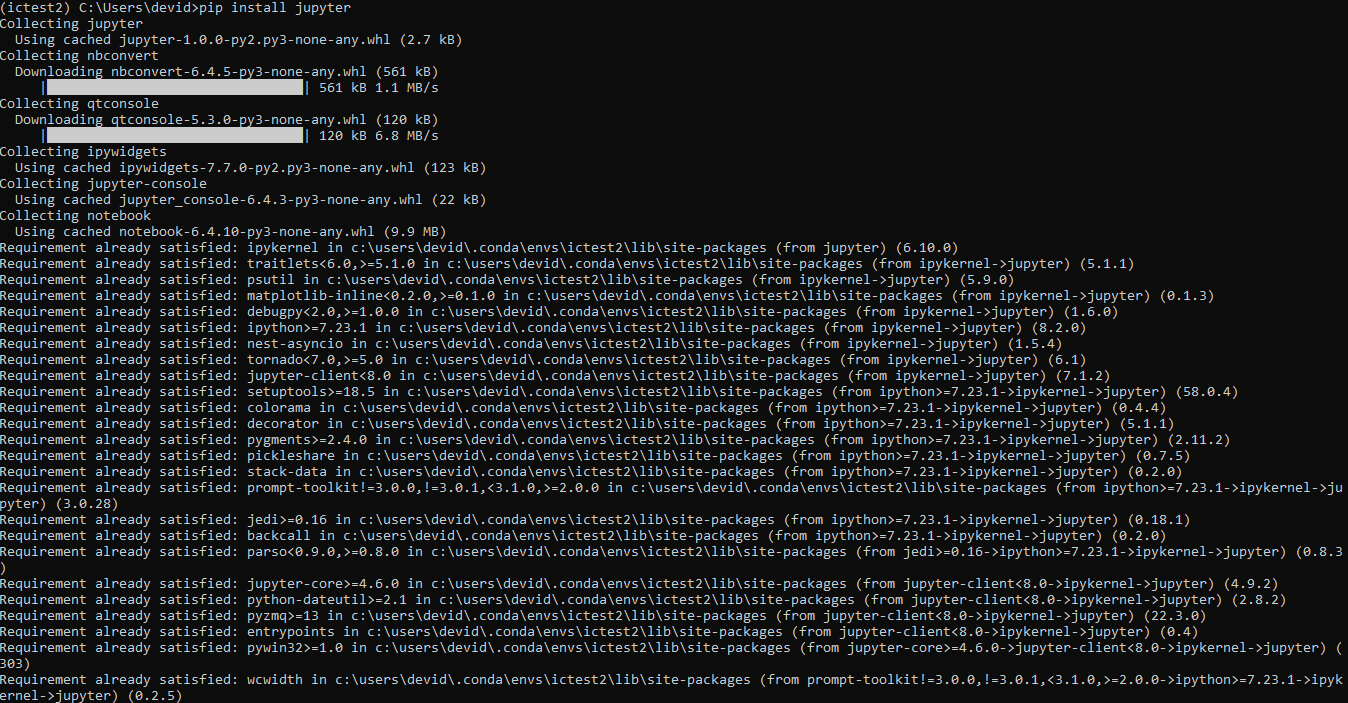 (ictest2) C:\Users\devid>pip install jupyter
Collecting jupyter
  Using cached jupyter-1.0.0-py2.py3-none-any.whl (2.7 kB)
Collecting nbconvert
  Downloading nbconvert-6.4.5-py3-none-any.whl (561 kB)
     |████████████████████████████████| 561 kB 1.1 MB/s
Collecting qtconsole
  Downloading qtconsole-5.3.0-py3-none-any.whl (120 kB)
     |████████████████████████████████| 120 kB 6.8 MB/s
Collecting ipywidgets
  Using cached ipywidgets-7.7.0-py2.py3-none-any.whl (123 kB)
Collecting jupyter-console
  Using cached jupyter_console-6.4.3-py3-none-any.whl (22 kB)
Collecting notebook
  Using cached notebook-6.4.10-py3-none-any.whl (9.9 MB)
Requirement already satisfied: ipykernel in c:\users\devid\.conda\envs\ictest2\lib\site-packages (from jupyter) (6.10.0)
Requirement already satisfied: traitlets<6.0,>=5.1.0 in c:\users\devid\.conda\envs\ictest2\lib\site-packages (from ipykernel->jupyter) (5.1.1)
Requirement already satisfied: psutil in c:\users\devid\.conda\envs\ictest2\lib\site-packages (from ipykernel->jupyter) (5.9.0)
Requirement already satisfied: matplotlib-inline<0.2.0,>=0.1.0 in c:\users\devid\.conda\envs\ictest2\lib\site-packages (from ipykernel->jupyter) (0.1.3)
Requirement already satisfied: debugpy<2.0,>=1.0.0 in c:\users\devid\.conda\envs\ictest2\lib\site-packages (from ipykernel->jupyter) (1.6.0)
Requirement already satisfied: ipython>=7.23.1 in c:\users\devid\.conda\envs\ictest2\lib\site-packages (from ipykernel->jupyter) (8.2.0)
Requirement already satisfied: nest-asyncio in c:\users\devid\.conda\envs\ictest2\lib\site-packages (from ipykernel->jupyter) (1.5.4)
Requirement already satisfied: tornado<7.0,>=5.0 in c:\users\devid\.conda\envs\ictest2\lib\site-packages (from ipykernel->jupyter) (6.1)
Requirement already satisfied: jupyter-client<8.0 in c:\users\devid\.conda\envs\ictest2\lib\site-packages (from ipykernel->jupyter) (7.1.2)
Requirement already satisfied: setuptools>=18.5 in c:\users\devid\.conda\envs\ictest2\lib\site-packages (from ipython>=7.23.1->ipykernel->jupyter) (58.0.4)
Requirement already satisfied: colorama in c:\users\devid\.conda\envs\ictest2\lib\site-packages (from ipython>=7.23.1->ipykernel->jupyter) (0.4.4)
Requirement already satisfied: decorator in c:\users\devid\.conda\envs\ictest2\lib\site-packages (from ipython>=7.23.1->ipykernel->jupyter) (5.1.1)
Requirement already satisfied: pygments>=2.4.0 in c:\users\devid\.conda\envs\ictest2\lib\site-packages (from ipython>=7.23.1->ipykernel->jupyter) (2.11.2)
Requirement already satisfied: pickleshare in c:\users\devid\.conda\envs\ictest2\lib\site-packages (from ipython>=7.23.1->ipykernel->jupyter) (0.7.5)
Requirement already satisfied: stack-data in c:\users\devid\.conda\envs\ictest2\lib\site-packages (from ipython>=7.23.1->ipykernel->jupyter) (0.2.0)
Requirement already satisfied: prompt-toolkit!=3.0.0,!=3.0.1,<3.1.0,>=2.0.0 in c:\users\devid\.conda\envs\ictest2\lib\site-packages (from ipython>=7.23.1->ipykernel->ju
pyter) (3.0.28)
Requirement already satisfied: jedi>=0.16 in c:\users\devid\.conda\envs\ictest2\lib\site-packages (from ipython>=7.23.1->ipykernel->jupyter) (0.18.1)
Requirement already satisfied: backcall in c:\users\devid\.conda\envs\ictest2\lib\site-packages (from ipython>=7.23.1->ipykernel->jupyter) (0.2.0)
Requirement already satisfied: parso<0.9.0,>=0.8.0 in c:\users\devid\.conda\envs\ictest2\lib\site-packages (from jedi>=0.16->ipython>=7.23.1->ipykernel->jupyter) (0.8.3
)
Requirement already satisfied: jupyter-core>=4.6.0 in c:\users\devid\.conda\envs\ictest2\lib\site-packages (from jupyter-client<8.0->ipykernel->jupyter) (4.9.2)
Requirement already satisfied: python-dateutil>=2.1 in c:\users\devid\.conda\envs\ictest2\lib\site-packages (from jupyter-client<8.0->ipykernel->jupyter) (2.8.2)
Requirement already satisfied: pyzmq>=13 in c:\users\devid\.conda\envs\ictest2\lib\site-packages (from jupyter-client<8.0->ipykernel->jupyter) (22.3.0)
Requirement already satisfied: entrypoints in c:\users\devid\.conda\envs\ictest2\lib\site-packages (from jupyter-client<8.0->ipykernel->jupyter) (0.4)
Requirement already satisfied: pywin32>=1.0 in c:\users\devid\.conda\envs\ictest2\lib\site-packages (from jupyter-core>=4.6.0->jupyter-client<8.0->ipykernel->jupyter) (
303)
Requirement already satisfied: wcwidth in c:\users\devid\.conda\envs\ictest2\lib\site-packages (from prompt-toolkit!=3.0.0,!=3.0.1,<3.1.0,>=2.0.0->ipython>=7.23.1->ipyk
ernel->jupyter) (0.2.5)